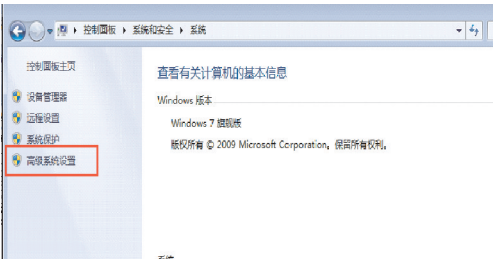 控制面板 ▸ 系统和安全 ▸ 系统
控制面板主页
设备管理器
远程设置
系统保护
高级系统设置
查看有关计算机的基本信息
Windows 版本
Windows 7 旗舰版
版权所有 © 2009 Microsoft Corporation。保留所有权利。
系统